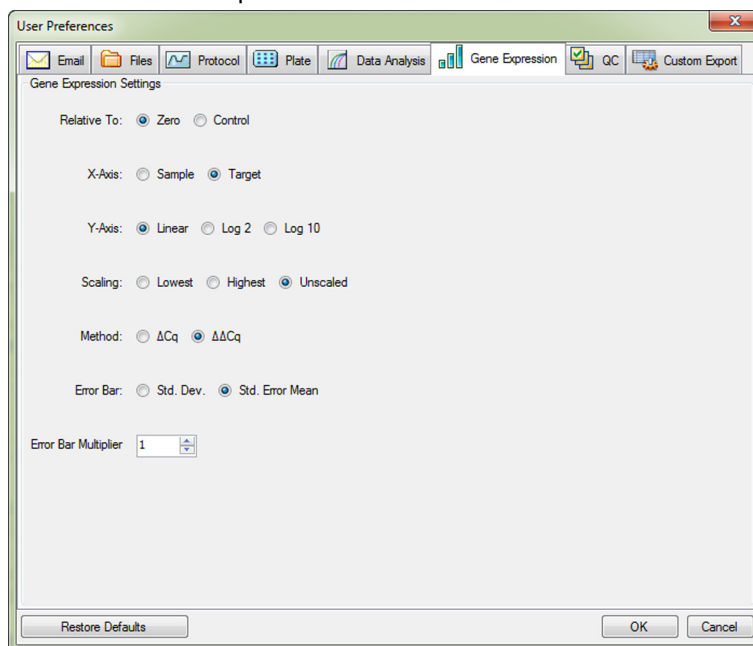 User Preferences
Email Files Protocol Plate Data Analysis Gene Expression QC Custom Export
Gene Expression Settings
Relative To: Zero Control
X-Axis: Sample Target
Y-Axis: Linear Log 2 Log 10
Scaling: Lowest Highest Unscaled
Method: ΔCq ΔΔCq
Error Bar: Std. Dev. Std. Error Mean
Error Bar Multiplier 1
Restore Defaults OK Cancel